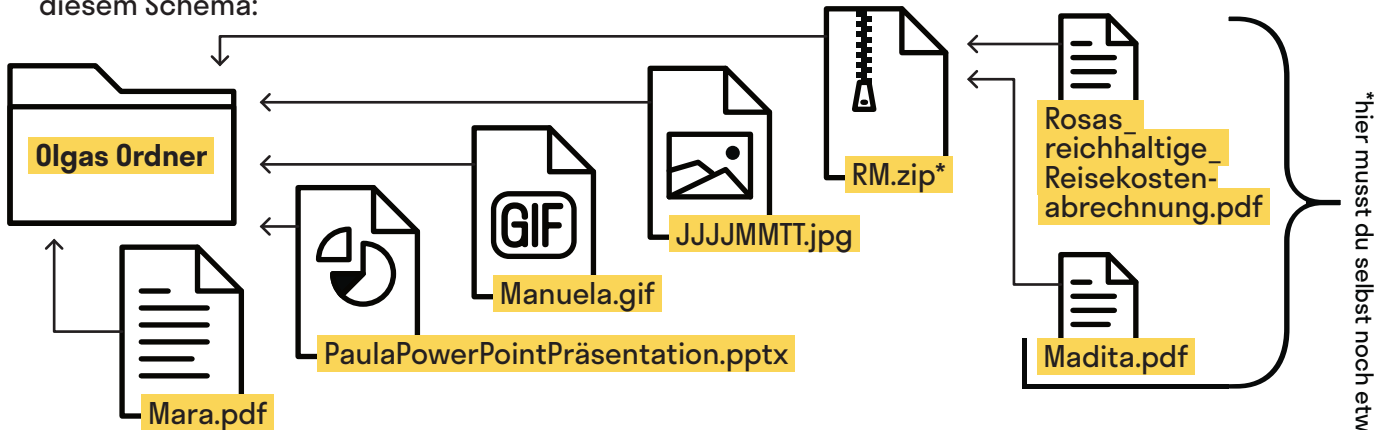 diesem Schema:
Olgas Ordner
Mara.pdf
PaulaPowerPointPräsentation.pptx
GIF
Manuela.gif
JJJJMMTT.jpg
RM.zip*
Rosas_
reichhaltige_
Reisekosten-
abrechnung.pdf
Madita.pdf
*hier musst du selbst noch etw